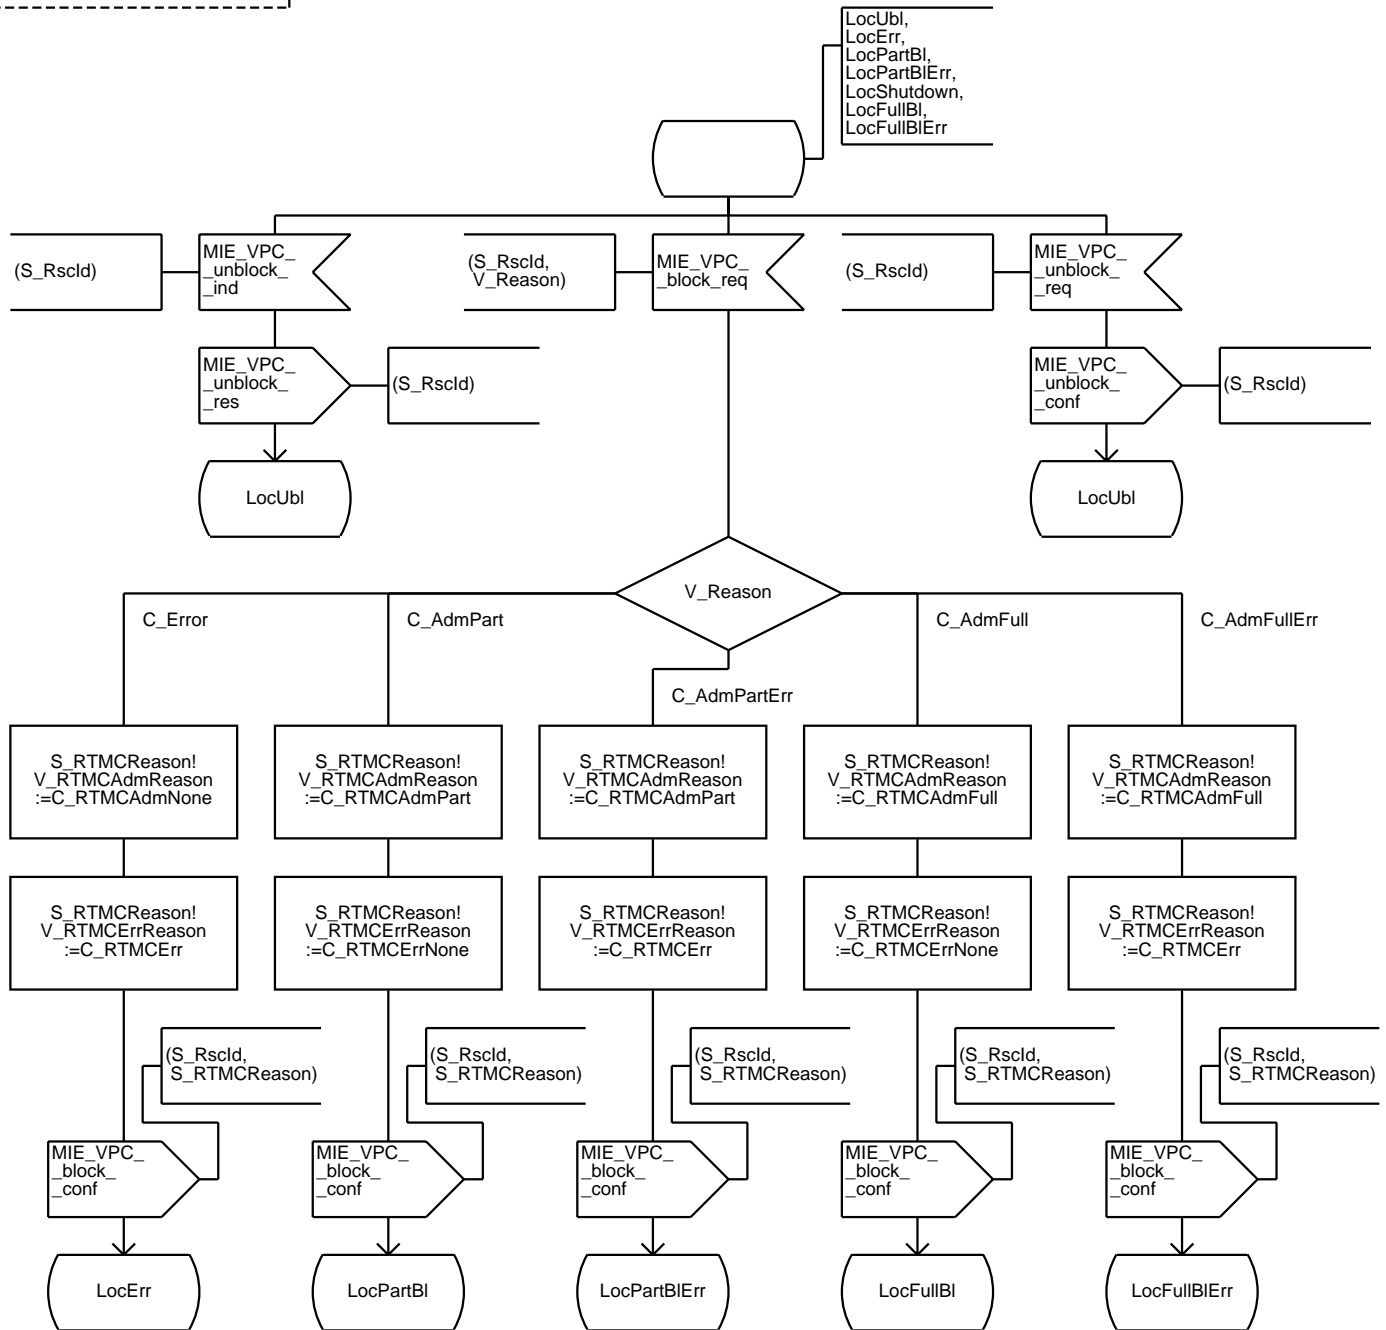 LocUbl,
LocErr,
LocPartBl,
LocPartBlErr,
LocShutdown,
LocFullBl,
LocFullBlErr
(S_RscId)
MIE_VPC_
_unblock_
_ind
(S_RscId,
V_Reason)
MIE_VPC_
_block_req
(S_RscId)
MIE_VPC_
_unblock_
_req
MIE_VPC_
_unblock_
_res
(S_RscId)
MIE_VPC_
_unblock_
_conf
(S_RscId)
LocUbl
LocUbl
V_Reason
C_Error
C_AdmPart
C_AdmFull
C_AdmFullErr
C_AdmPartErr
S_RTMCReason!
V_RTMCAdmReason
:=C_RTMCAdmNone
S_RTMCReason!
V_RTMCAdmReason
:=C_RTMCAdmPart
S_RTMCReason!
V_RTMCAdmReason
:=C_RTMCAdmPart
S_RTMCReason!
V_RTMCAdmReason
:=C_RTMCAdmFull
S_RTMCReason!
V_RTMCAdmReason
:=C_RTMCAdmFull
S_RTMCReason!
V_RTMCErrReason
:=C_RTMCErr
S_RTMCReason!
V_RTMCErrReason
:=C_RTMCErrNone
S_RTMCReason!
V_RTMCErrReason
:=C_RTMCErr
S_RTMCReason!
V_RTMCErrReason
:=C_RTMCErrNone
S_RTMCReason!
V_RTMCErrReason
:=C_RTMCErr
(S_RscId,
S_RTMCReason)
(S_RscId,
S_RTMCReason)
(S_RscId,
S_RTMCReason)
(S_RscId,
S_RTMCReason)
(S_RscId,
S_RTMCReason)
MIE_VPC_
_block_
_conf
MIE_VPC_
_block_
_conf
MIE_VPC_
_block_
_conf
MIE_VPC_
_block_
_conf
MIE_VPC_
_block_
_conf
LocErr
LocPartBl
LocPartBlErr
LocFullBl
LocFullBlErr